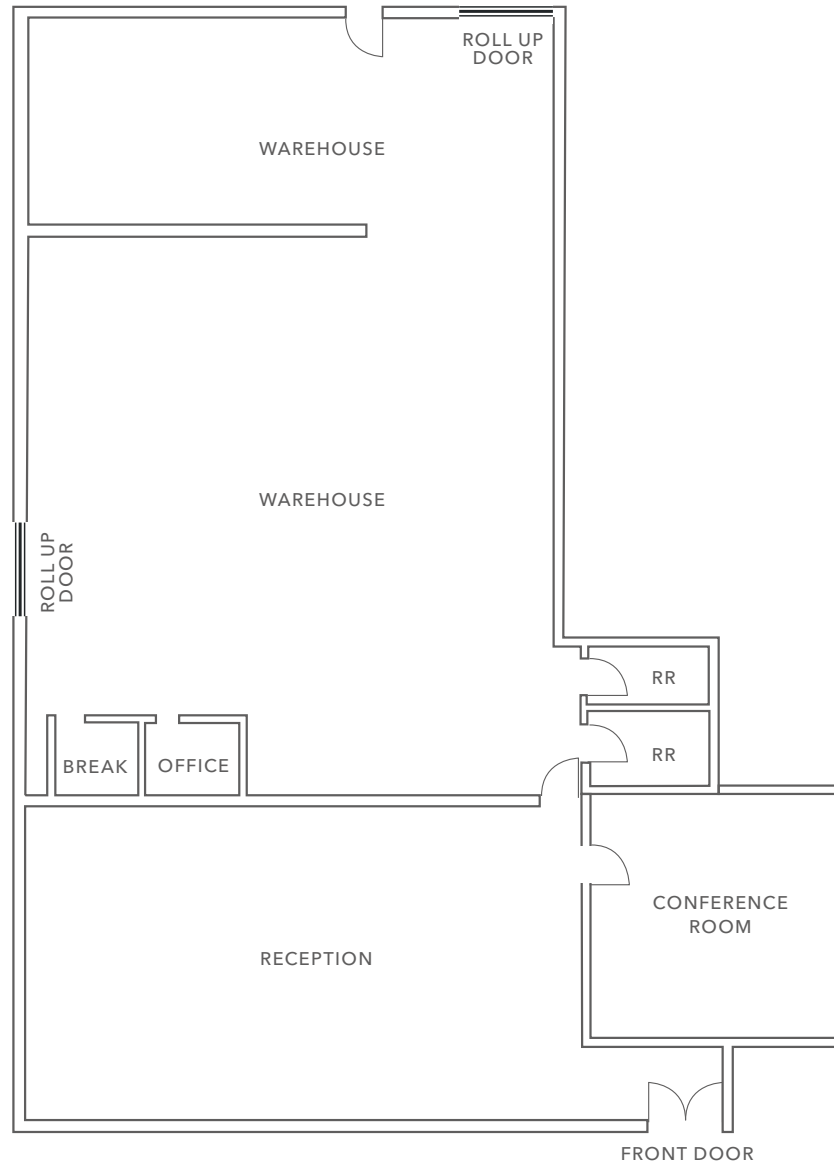 ROLL UP
DOOR
WAREHOUSE
WAREHOUSE
ROLL UP
DOOR
RR
RR
BREAK
OFFICE
CONFERENCE
ROOM
RECEPTION
FRONT DOOR